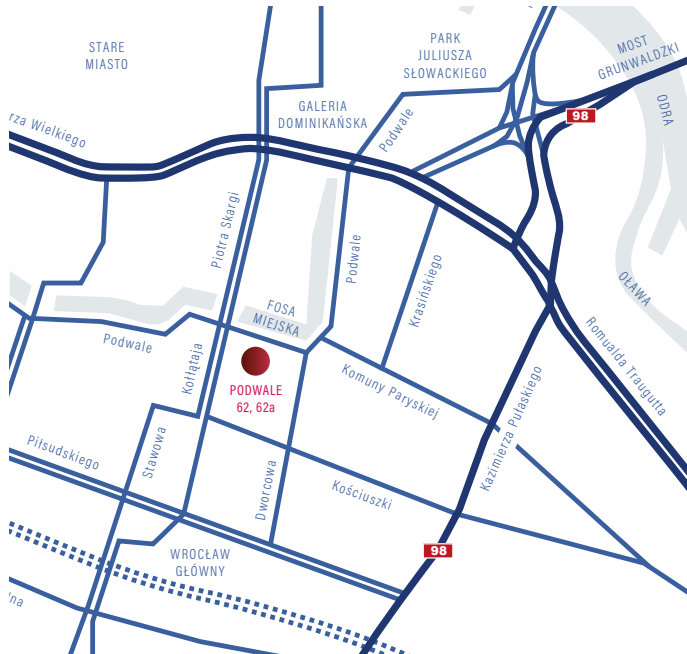 STARE
MIASTO
PARK
JULIUSZA
SŁOWACKIEGO
MOST
GRUNWALDZKI
ODRA
98
GALERIA
DOMINIKAŃSKA
Podwale
rza Wielkiego
Piotra Skargi
Podwale
Krasińskiego
OŁAWA
FOSA
MIEJSKA
Romualda Traugutta
Podwale
Kołłątaja
PODWALE
62, 62a
Komuny Paryskiej
Kazimierza Pułaskiego
Piłsudskiego
Stawowa
Dworcowa
Kościuszki
98
WROCŁAW
GŁÓWNY
lna